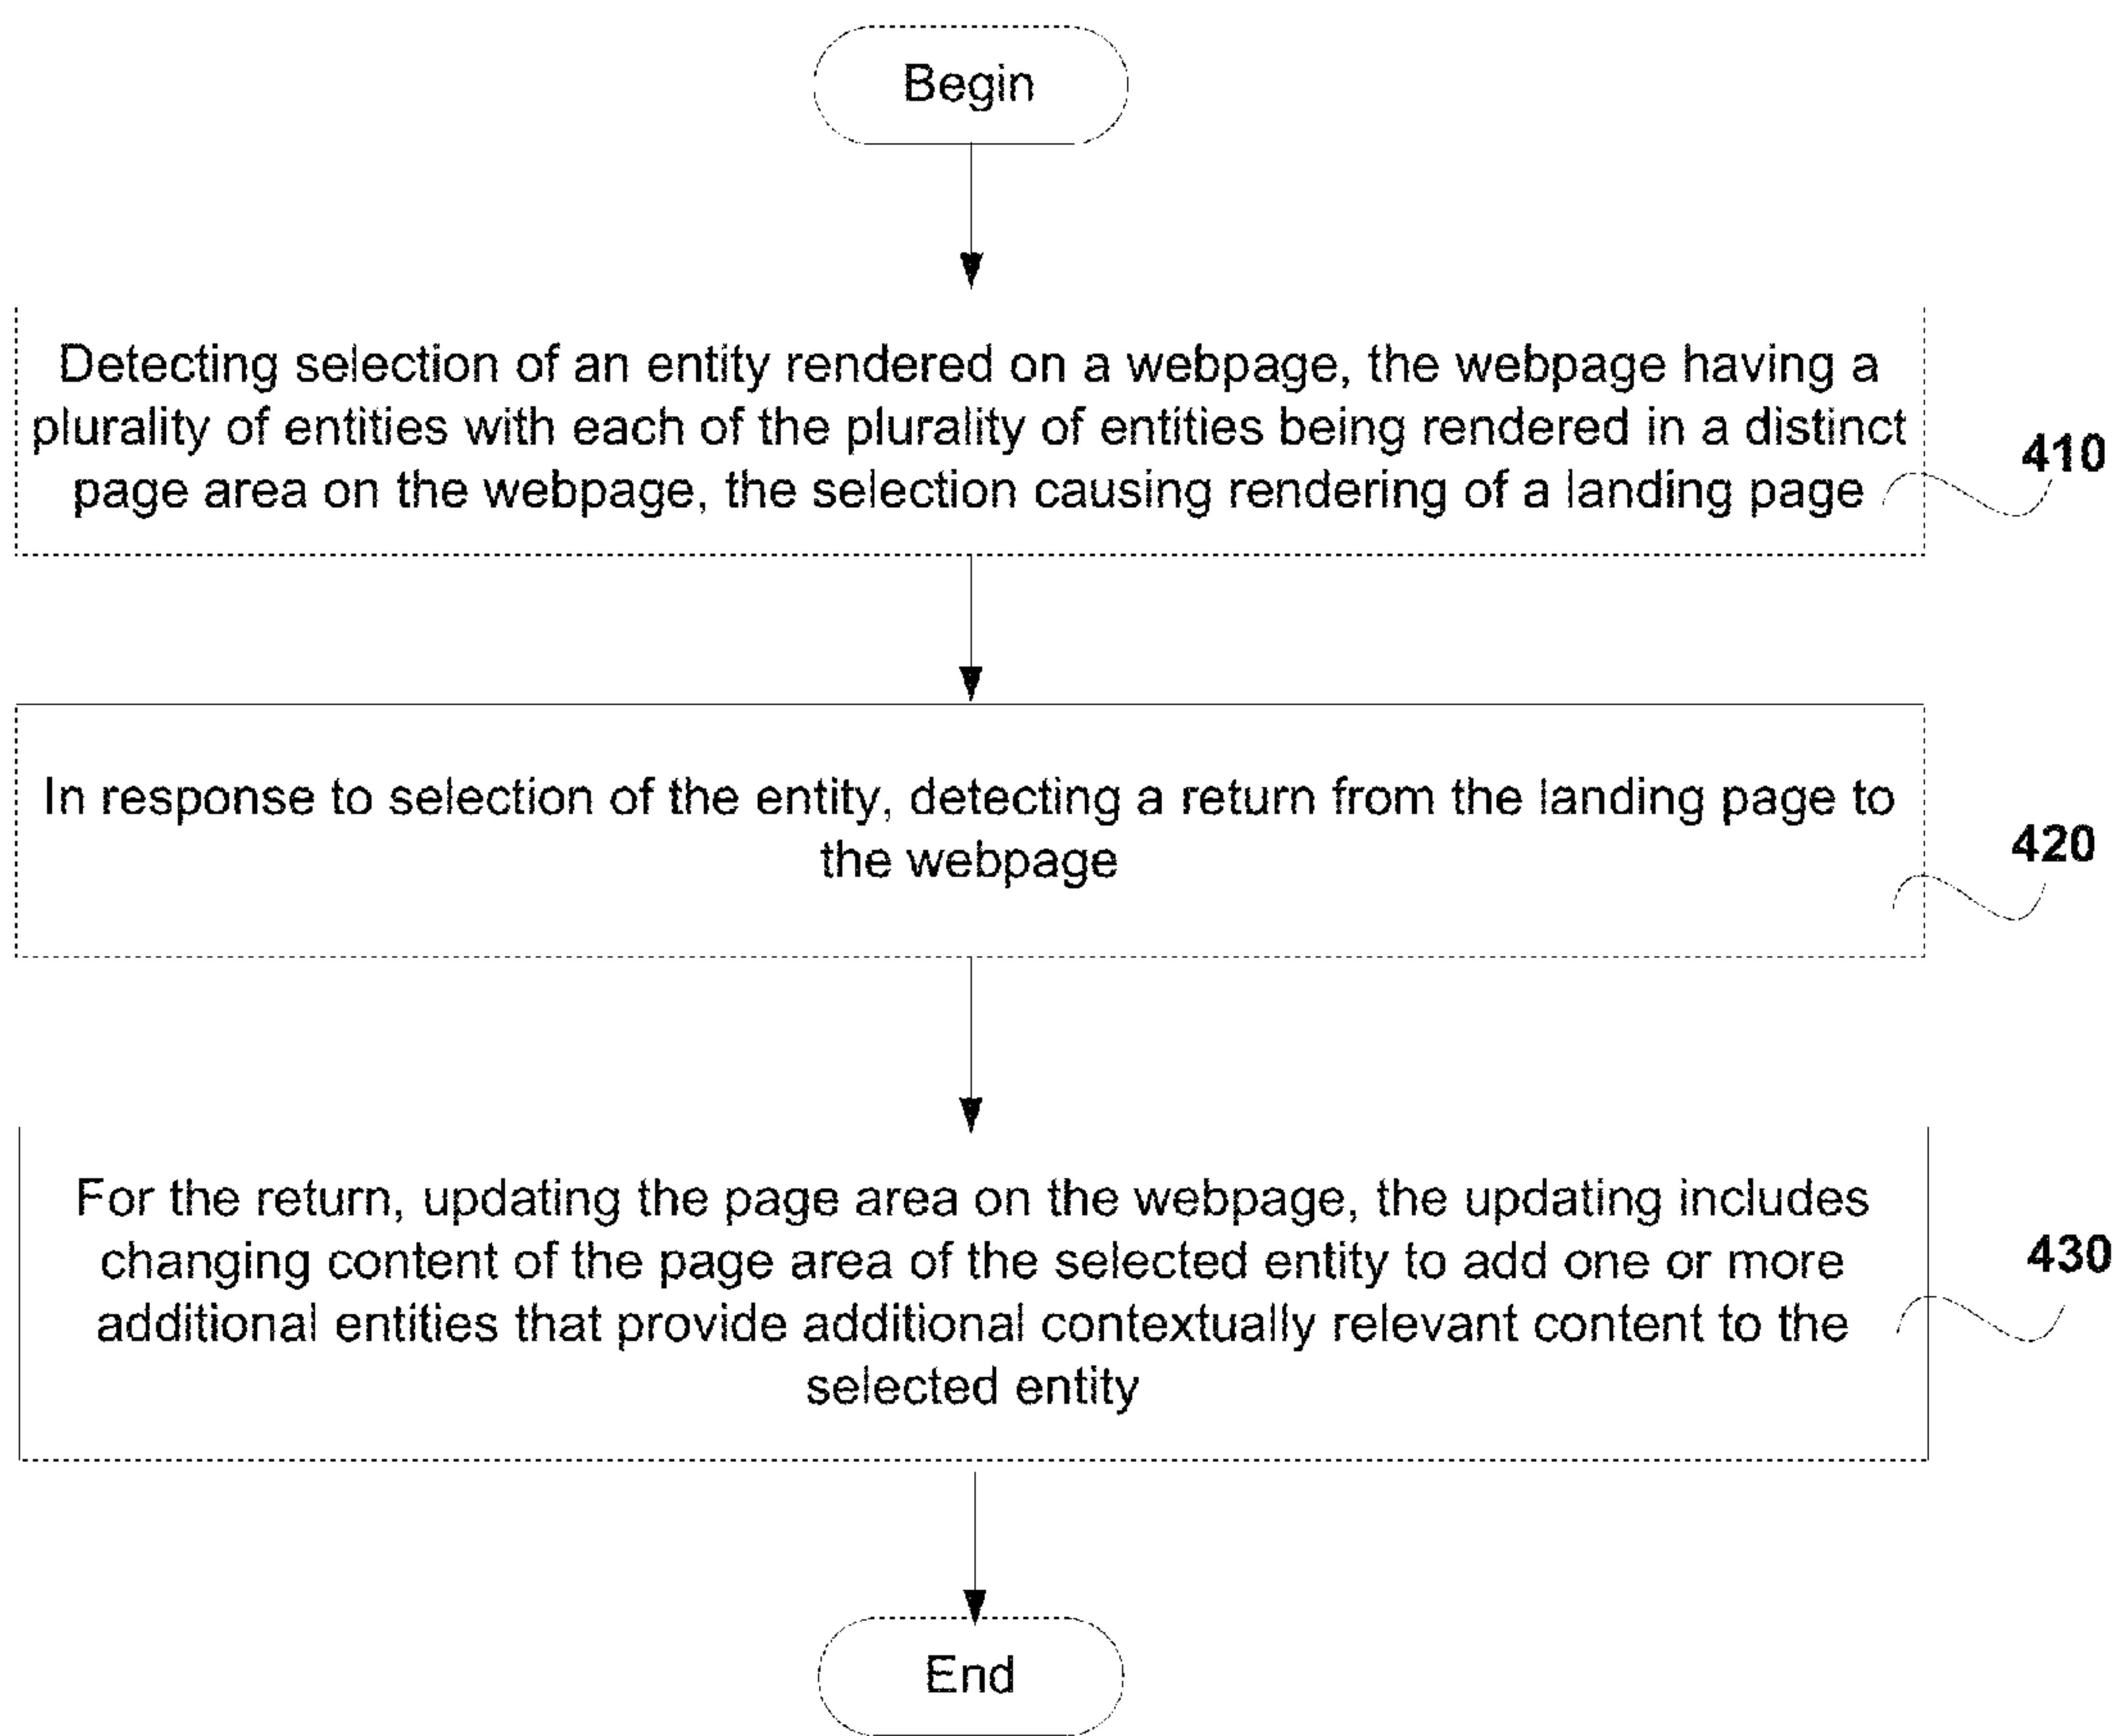 Begin
Detecting selection of an entity rendered on a webpage, the webpage having a
plurality of entities with each of the plurality of entities being rendered in a distinct
page area on the webpage, the selection causing rendering of a landing page
410
In response to selection of the entity, detecting a return from the landing page to
the webpage
420
For the return, updating the page area on the webpage, the updating includes
changing content of the page area of the selected entity to add one or more
additional entities that provide additional contextually relevant content to the
selected entity
430
End